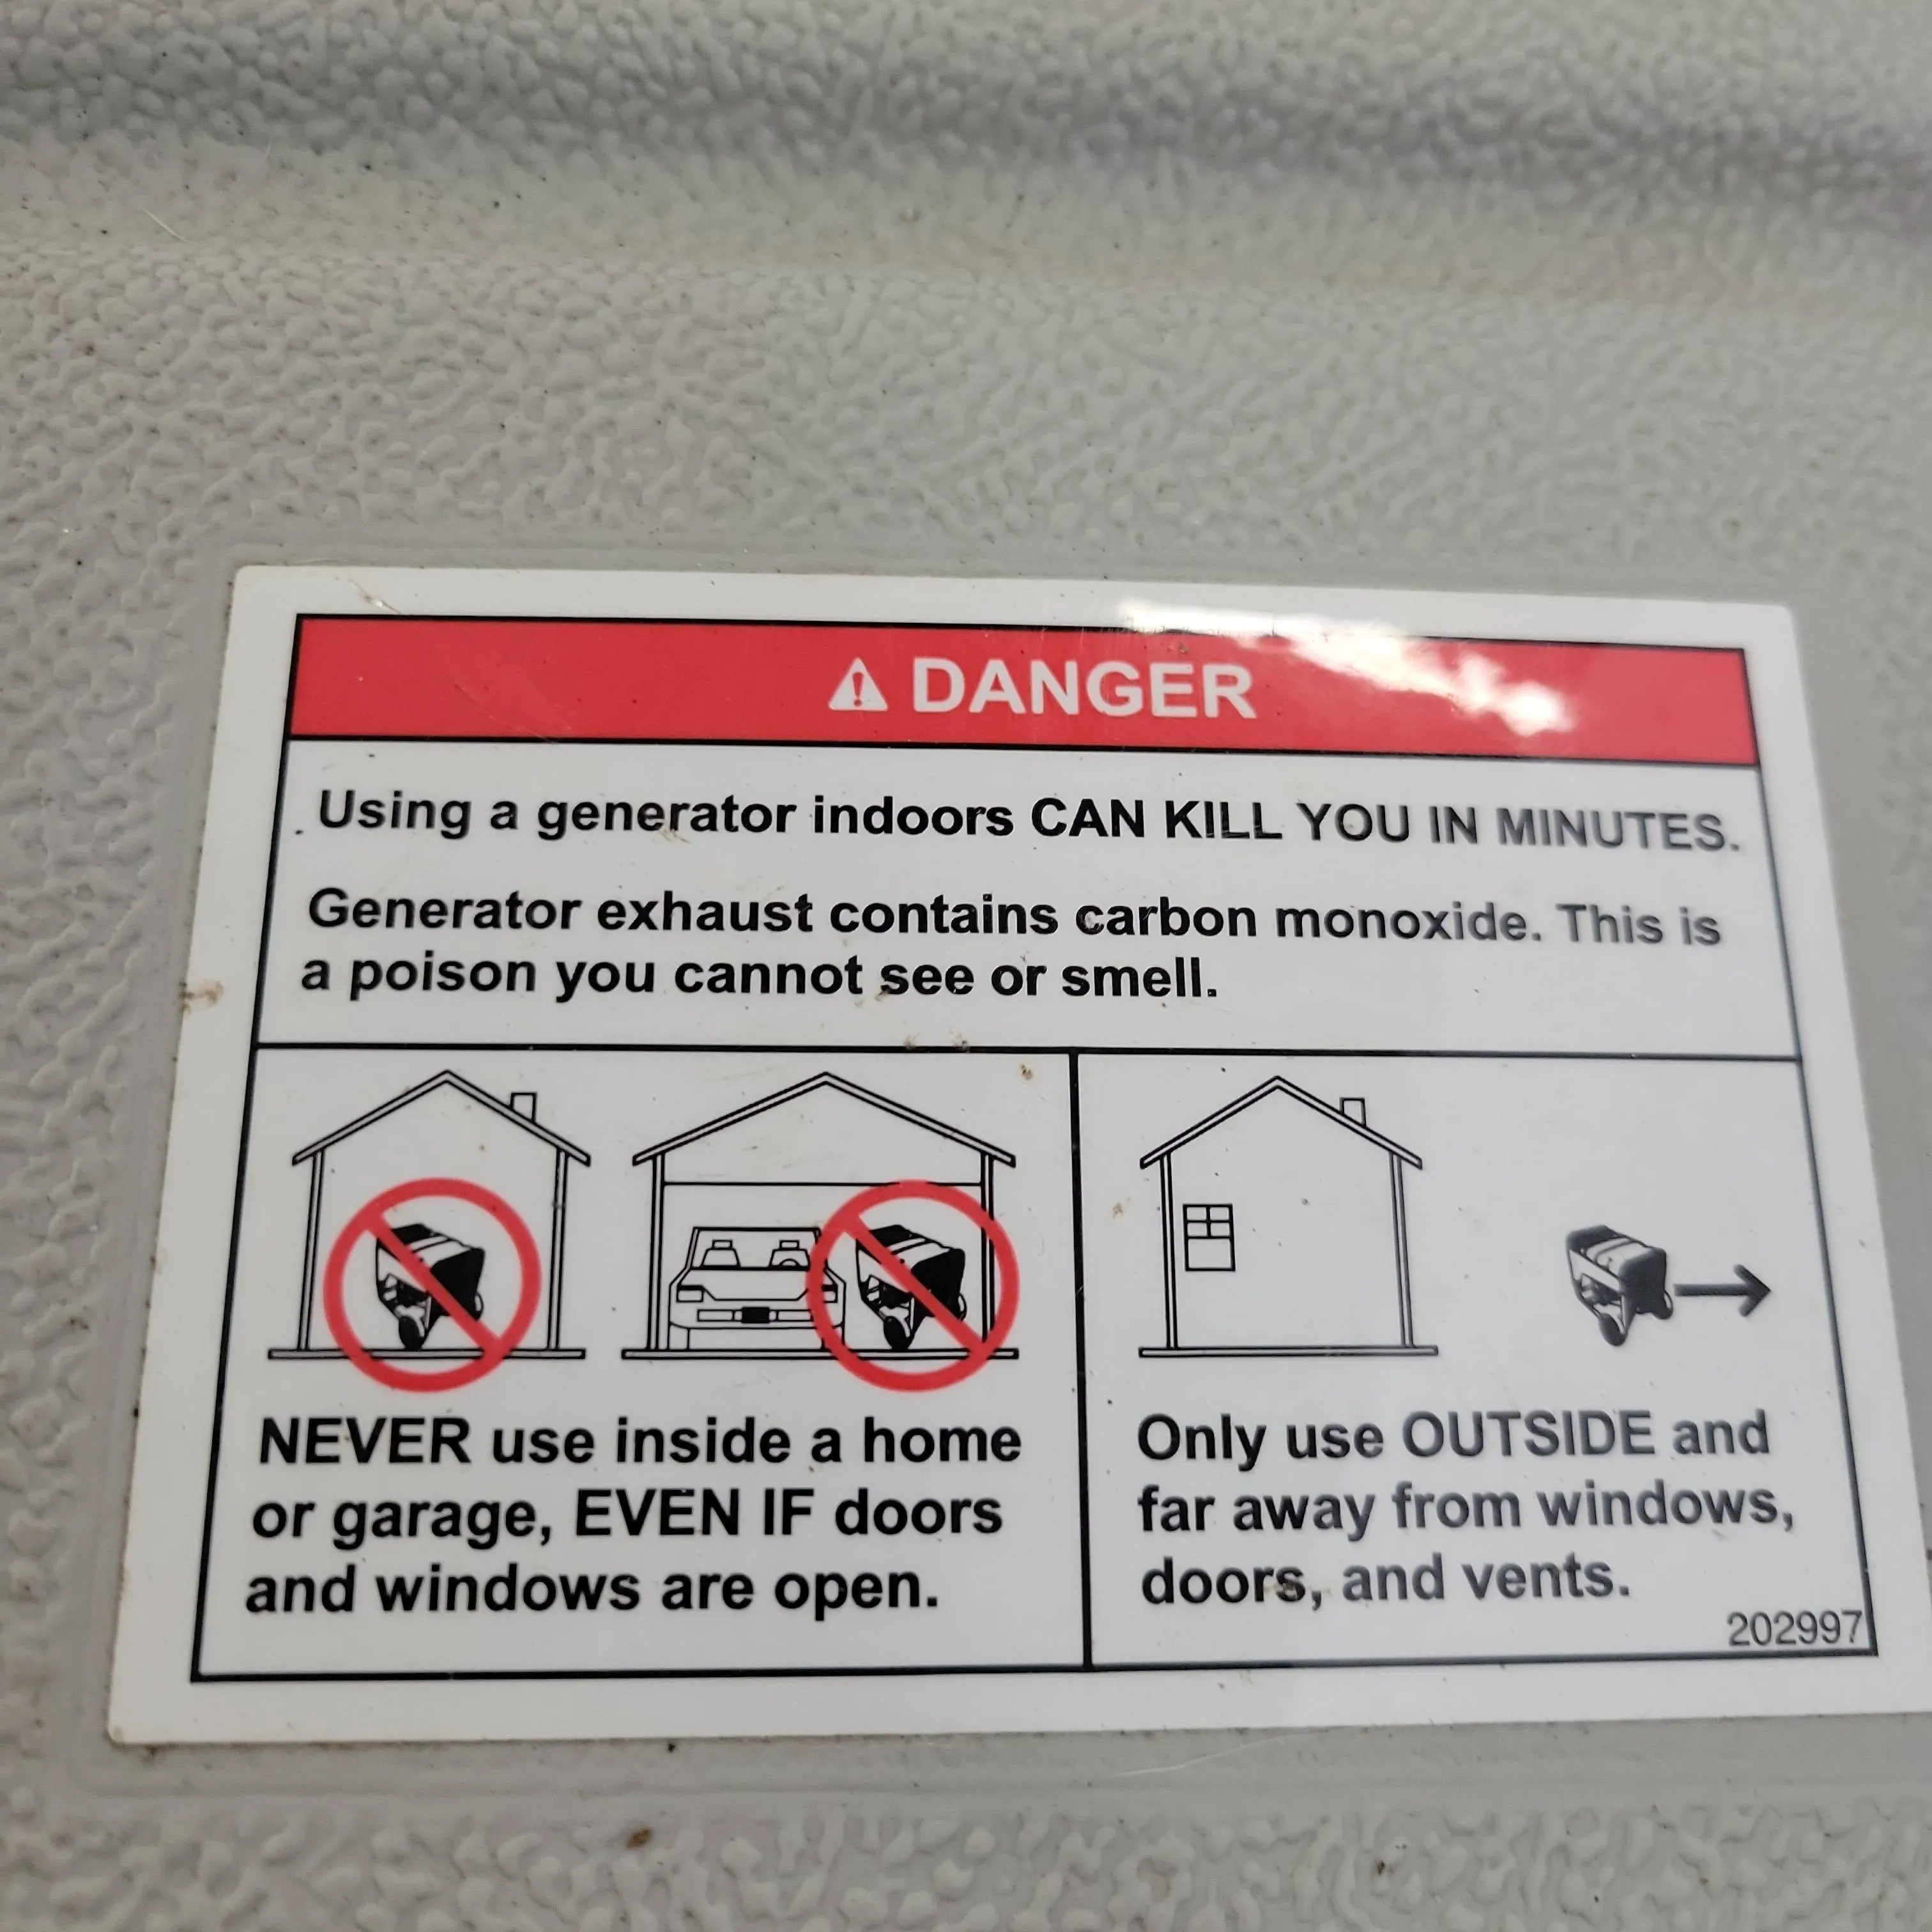 DANGER
Using a generator indoors CAN KILL YOU IN MINUTES.
Generator exhaust contains carbon monoxide. This is
a poison you cannot see or smell.
NEVER use inside a home
or garage, EVEN IF doors
and windows are open.
Only use OUTSIDE and
far away from windows,
doors, and vents.
202997